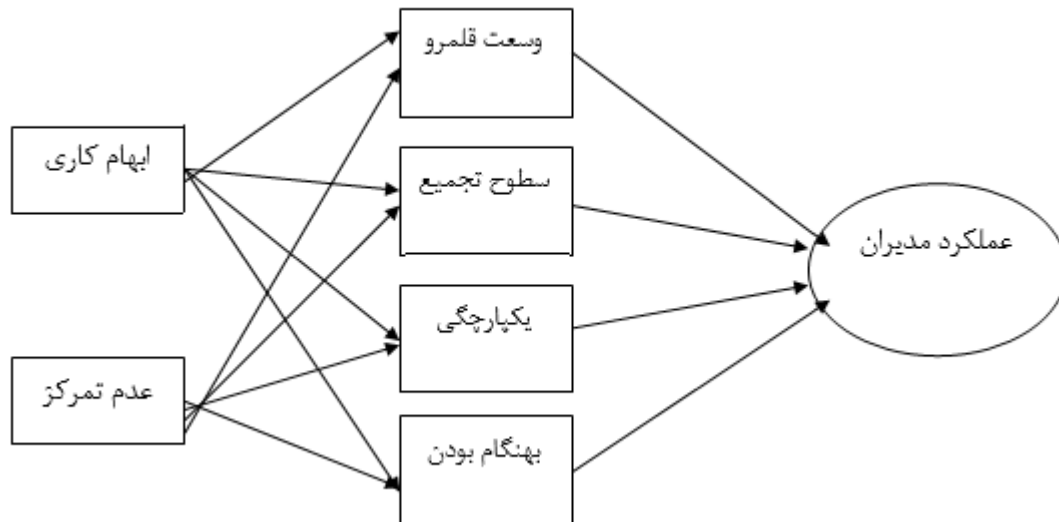 وسعت قلمرو
ابهام کاری
سطوح تجمیع
عملکرد مدیران
یکپارچگی
عدم تمرکز
بهنگام بودن